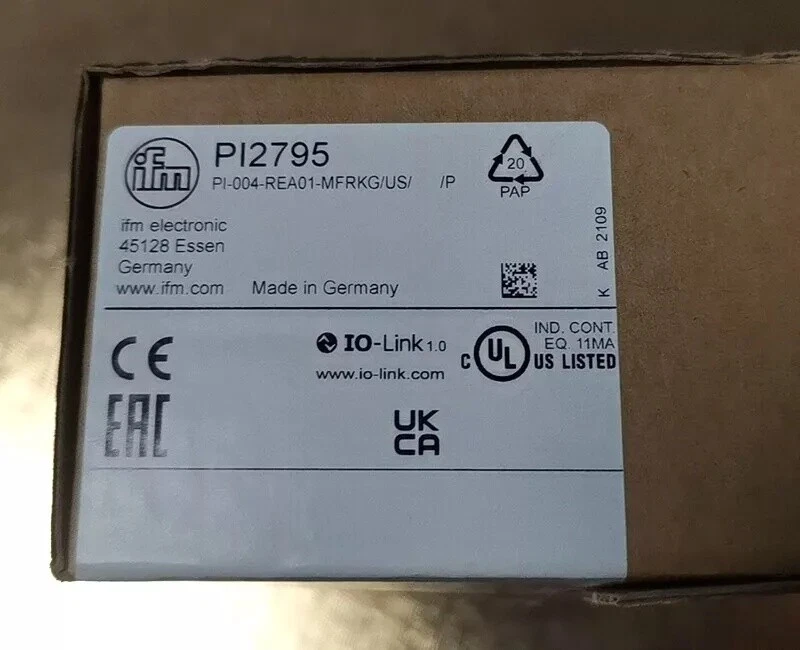 ifm
PI2795
PI-004-REA01-MFRKG/US/ /P
20
PAP
ifm electronic
45128 Essen
Germany
www.ifm.com
Made in Germany
K AB 2109
CE
IO-Link 1.0
www.io-link.com
C UL US LISTED
IND. CONT.
EQ. 11MA
EAC
UK
CA